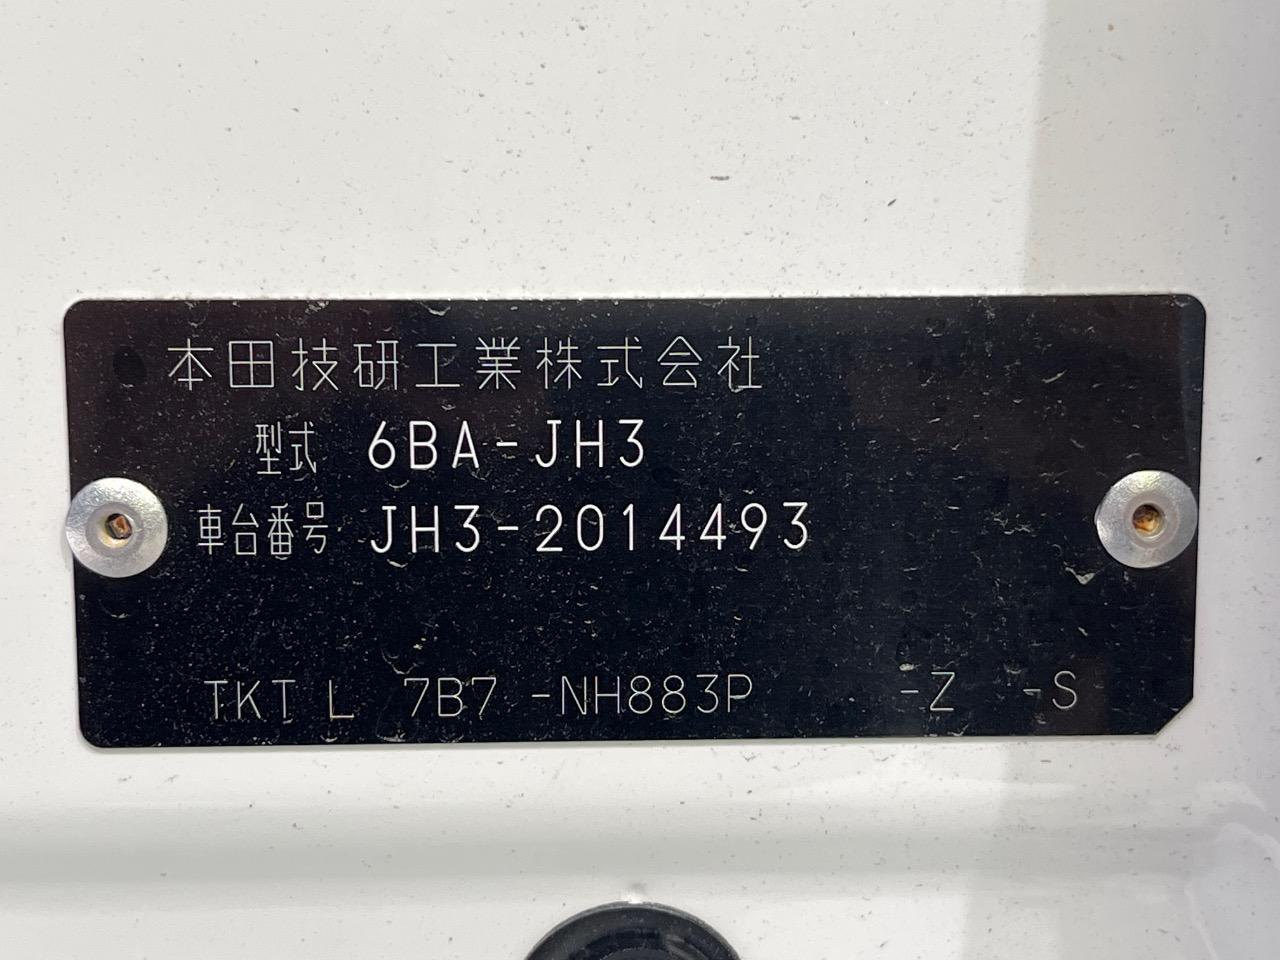 本田技研工業株式会社
型式 6BA-JH3
車台番号 JH3-2014493
TKT L 7B7 -NH883P -Z -S